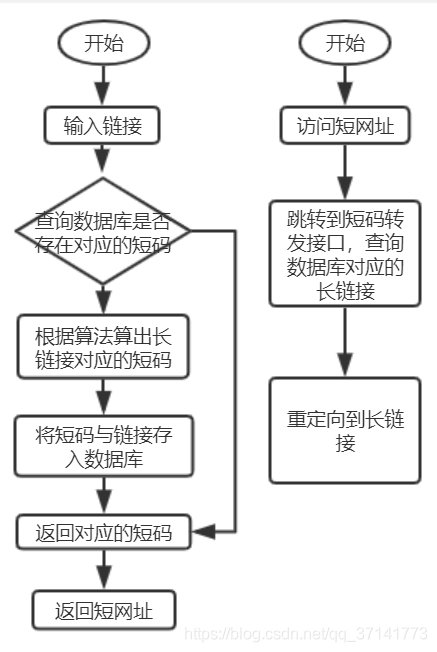 开始
输入链接
查询数据库是否
存在对应的短码
根据算法算出长
链接对应的短码
将短码与链接存
入数据库
返回对应的短码
返回短网址
开始
访问短网址
跳转到短码转
发接口，查询
数据库对应的
长链接
重定向到长链
接
https://blog.csdn.net/qq_37141773